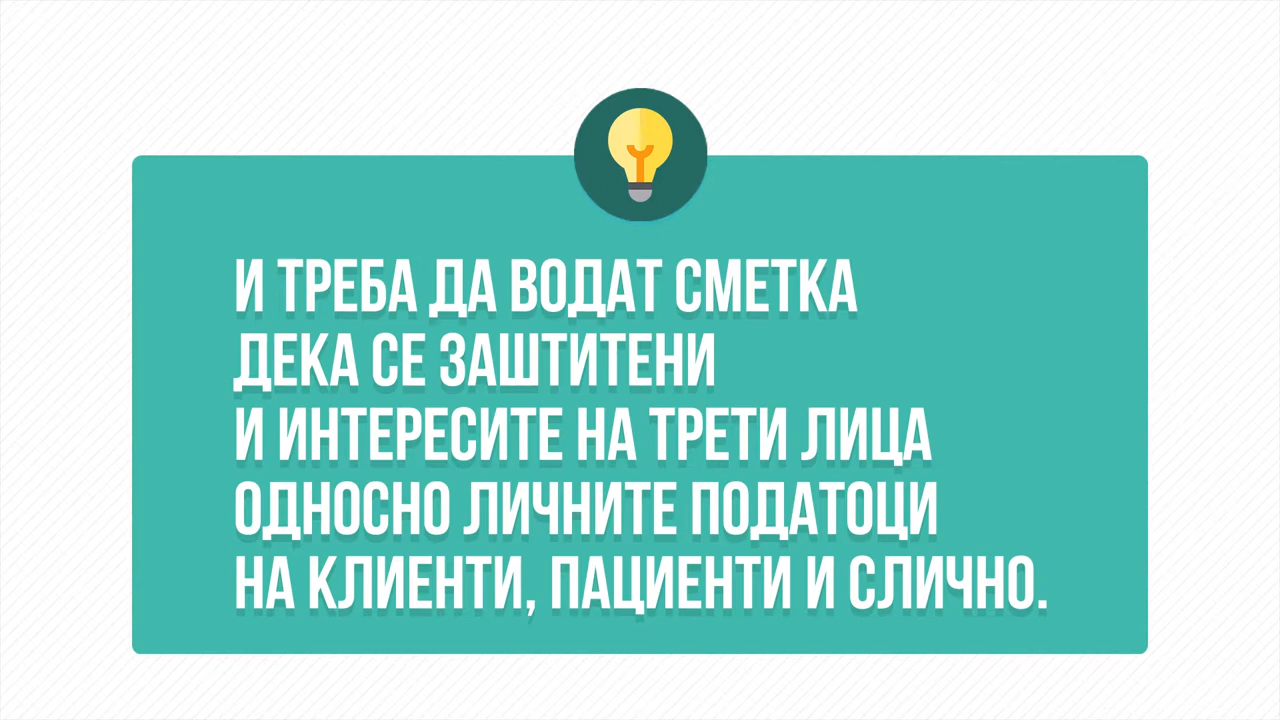 И ТРЕБА ДА ВОДАТ СМЕТКА
ДЕКА СЕ ЗАШТИТЕНИ
И ИНТЕРЕСИТЕ НА ТРЕТИ ЛИЦА
ОДНОСНО ЛИЧНИТЕ ПОДАТОЦИ
НА КЛИЕНТИ, ПАЦИЕНТИ И СЛИЧНО.